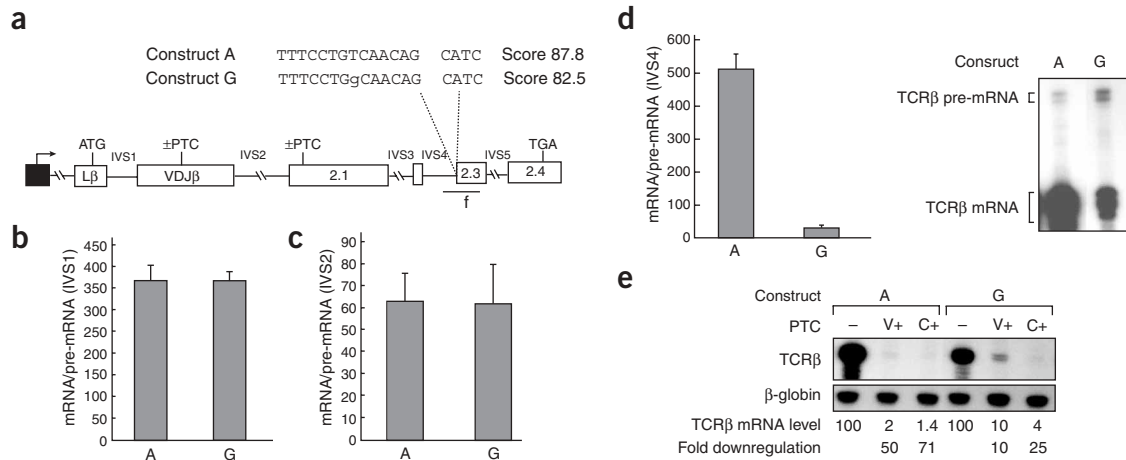 a
Construct A TTTCCTGTCAACAG CATC Score 87.8
Construct G TTTCCTGgCAACAG CATC Score 82.5
ATG ±PTC ±PTC TGA
IVS1 IVS2 IVS3 IVS4 IVS5
Lβ VDJβ 2.1 2.3 2.4
f
b
mRNA/pre-mRNA (IVS1)
450
400
350
300
250
200
150
100
50
0
A G
c
mRNA/pre-mRNA (IVS2)
90
80
70
60
50
40
30
20
10
0
A G
d
mRNA/pre-mRNA (IVS4)
600
500
400
300
200
100
0
A G
Construct A G
TCRβ pre-mRNA
TCRβ mRNA
e
Construct A G
PTC – V+ C+ – V+ C+
TCRβ
β-globin
TCRβ mRNA level 100 2 1.4 100 10 4
Fold downregulation 50 71 10 25